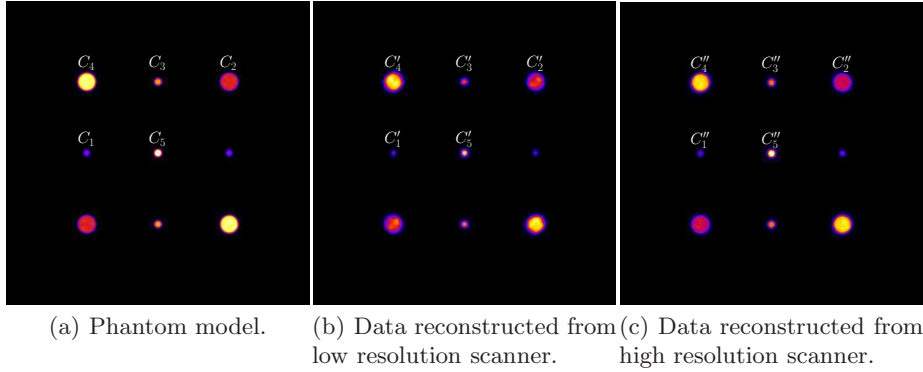 C₄ C₃ C₂
C₁ C₅
C′₄ C′₃ C′₂
C′₁ C′₅
C″₄ C″₃ C″₂
C″₁ C″₅
(a) Phantom model.
(b) Data reconstructed from
low resolution scanner.
(c) Data reconstructed from
high resolution scanner.